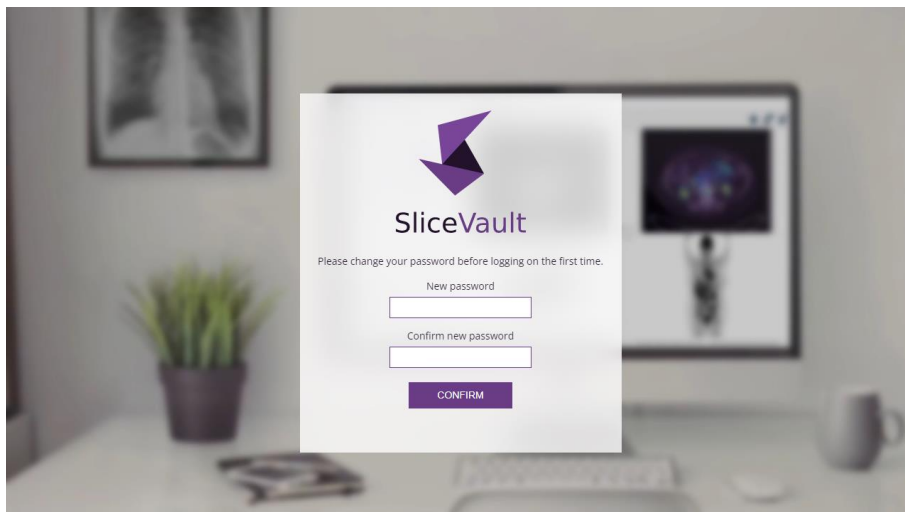 SliceVault
Please change your password before logging on the first time.
New password
Confirm new password
CONFIRM